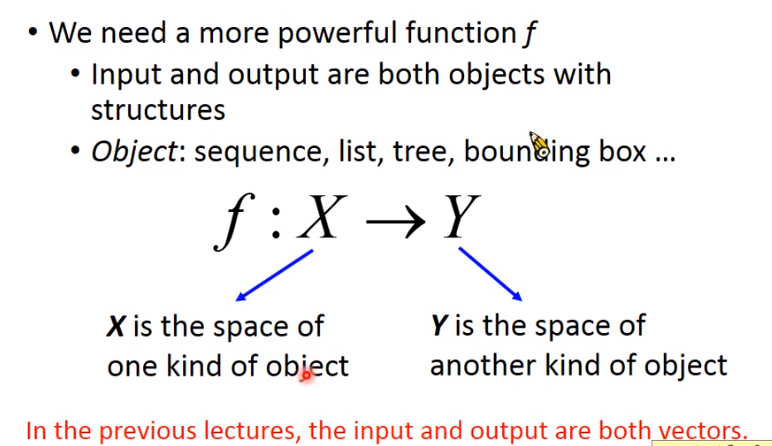 • We need a more powerful function f
• Input and output are both objects with
structures
• Object: sequence, list, tree, bounding box ...
f : X → Y
X is the space of
one kind of object
Y is the space of
another kind of object
In the previous lectures, the input and output are both vectors.